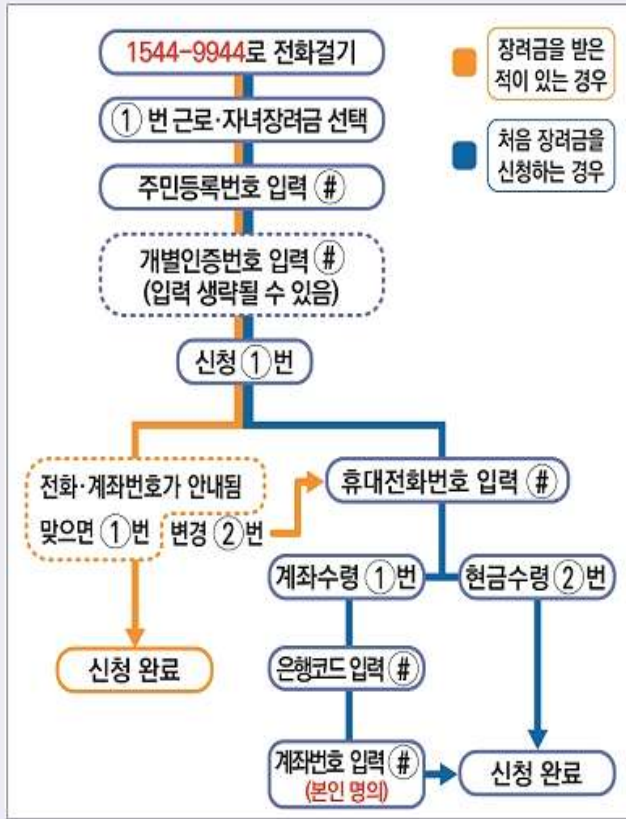 1544-9944로 전화걸기
장려금을 받은
적이 있는 경우
① 번 근로·자녀장려금 선택
처음 장려금을
신청하는 경우
주민등록번호 입력 #
개별인증번호 입력 #
(입력 생략될 수 있음)
신청 ① 번
전화·계좌번호가 안내됨
맞으면 ① 번
변경 ② 번
휴대전화번호 입력 #
계좌수령 ① 번
현금수령 ② 번
신청 완료
은행코드 입력 #
계좌번호 입력 #
(본인 명의)
신청 완료